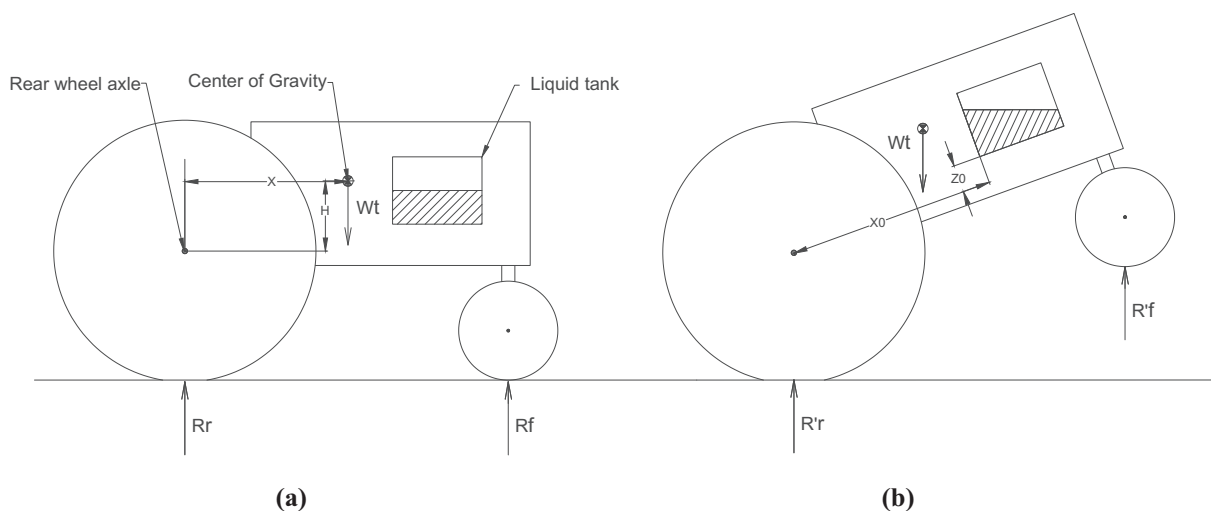 Rear wheel axle
Center of Gravity
Liquid tank
X
H
Wt
Rr
Rf
(a)
Wt
Z0
X0
R'f
R'r
(b)